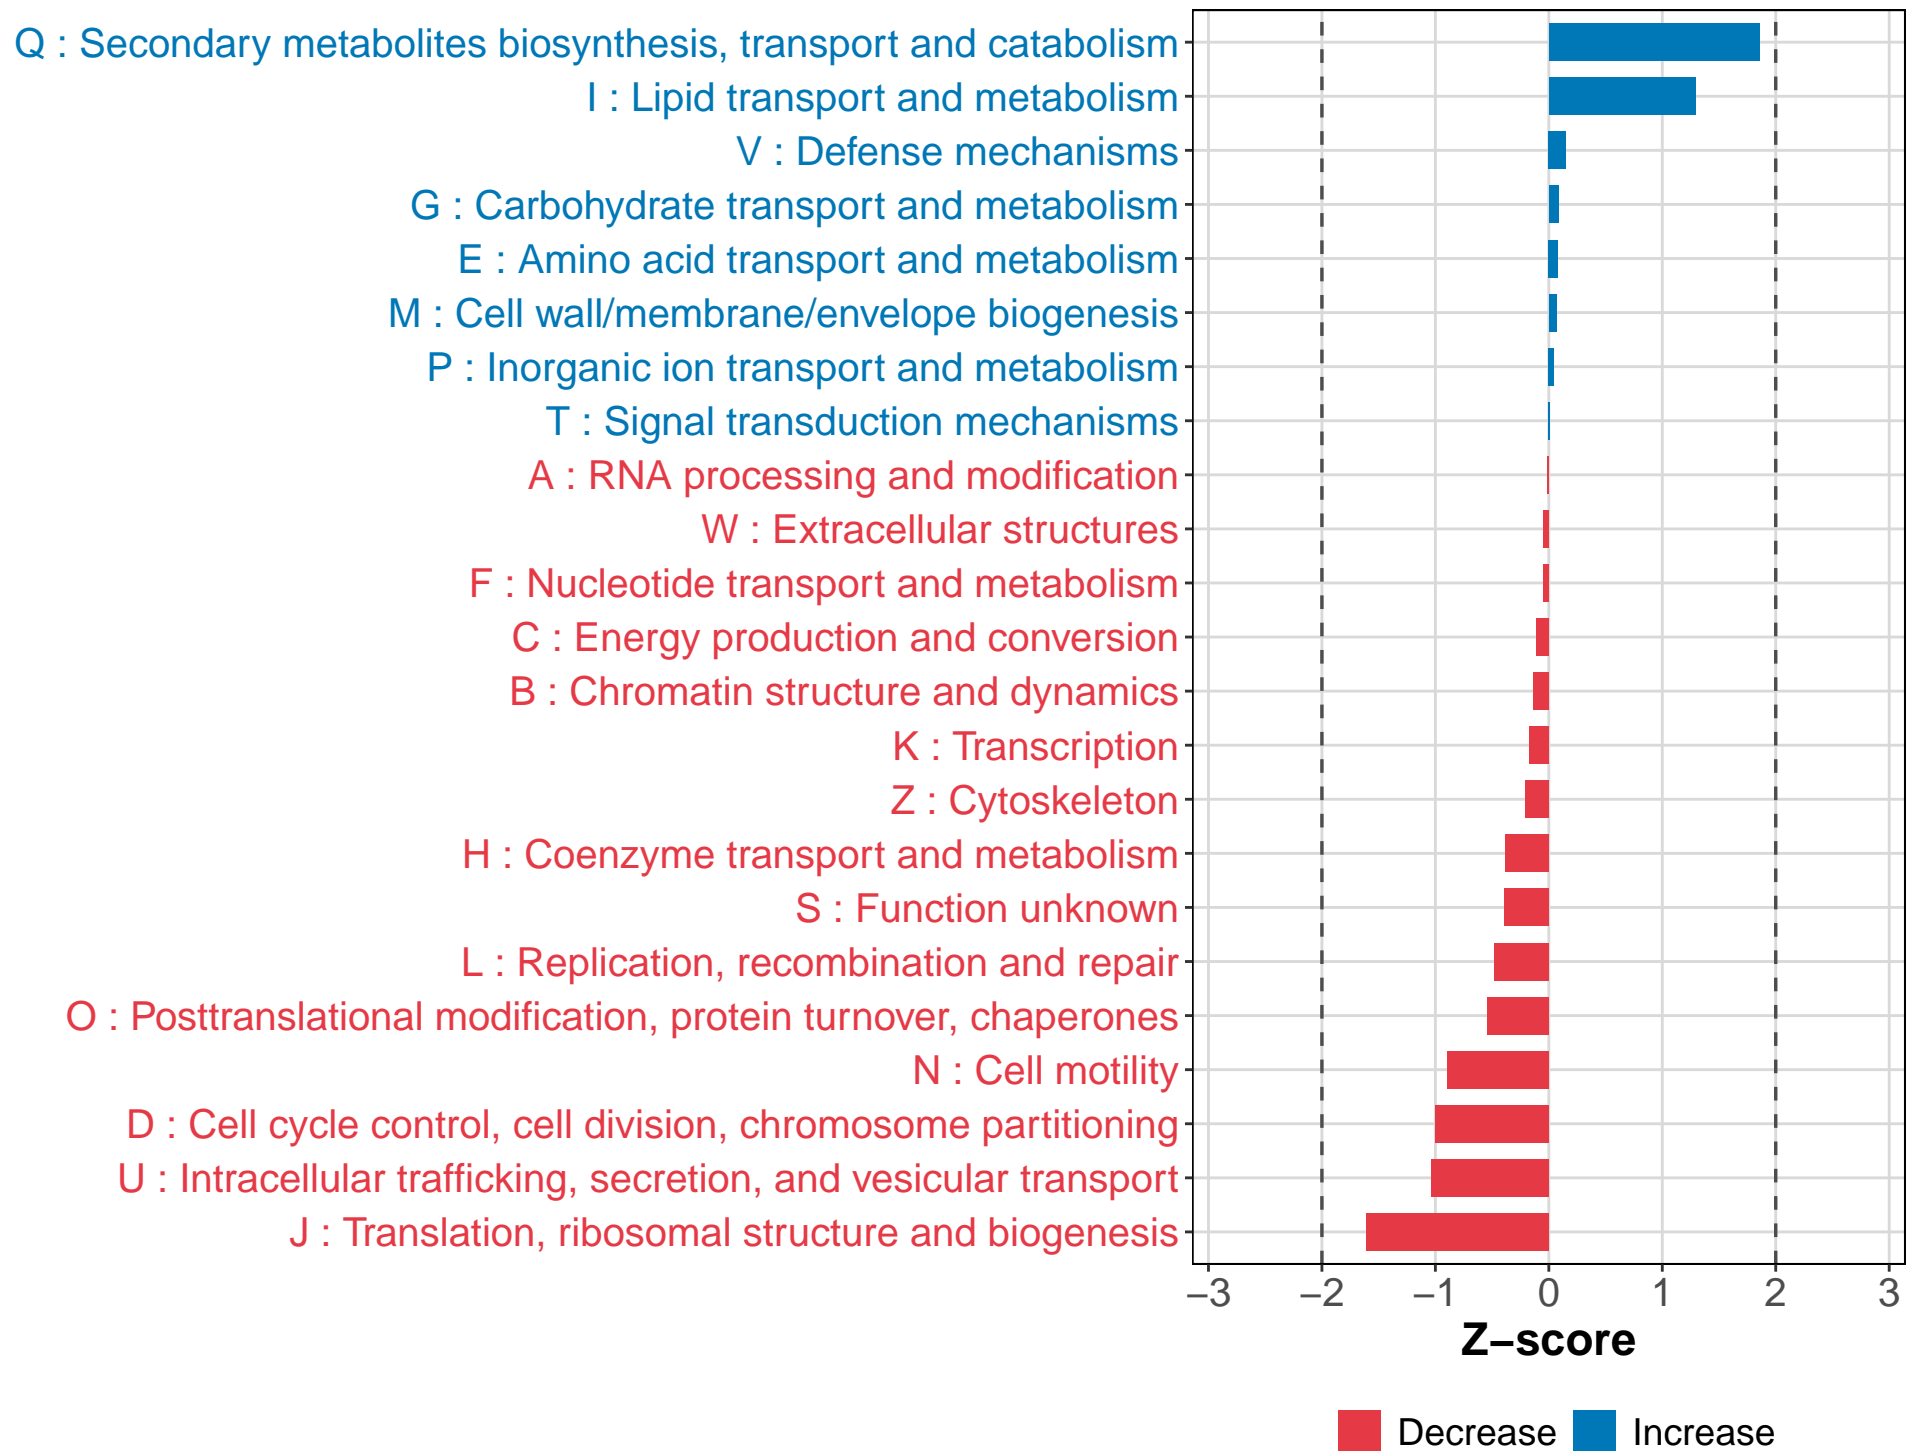 Q : Secondary metabolites biosynthesis, transport and catabolism
I : Lipid transport and metabolism
V : Defense mechanisms
G : Carbohydrate transport and metabolism
E : Amino acid transport and metabolism
M : Cell wall/membrane/envelope biogenesis
P : Inorganic ion transport and metabolism
T : Signal transduction mechanisms
A : RNA processing and modification
W : Extracellular structures
F : Nucleotide transport and metabolism
C : Energy production and conversion
B : Chromatin structure and dynamics
K : Transcription
Z : Cytoskeleton
H : Coenzyme transport and metabolism
S : Function unknown
L : Replication, recombination and repair
O : Posttranslational modification, protein turnover, chaperones
N : Cell motility
D : Cell cycle control, cell division, chromosome partitioning
U : Intracellular trafficking, secretion, and vesicular transport
J : Translation, ribosomal structure and biogenesis
−3 −2 −1 0 1 2 3
Z−score
Decrease Increase